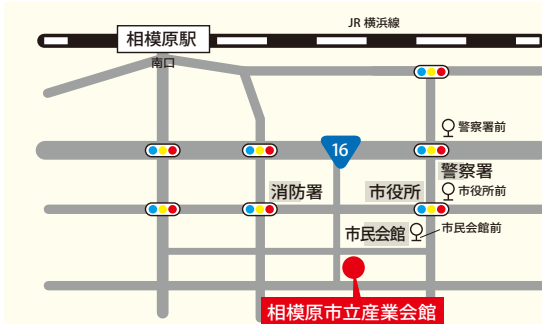 JR 横浜線
相模原駅
南口
警察署前
16
警察署
消防署
市役所
市役所前
市民会館
市民会館前
相模原市立産業会館